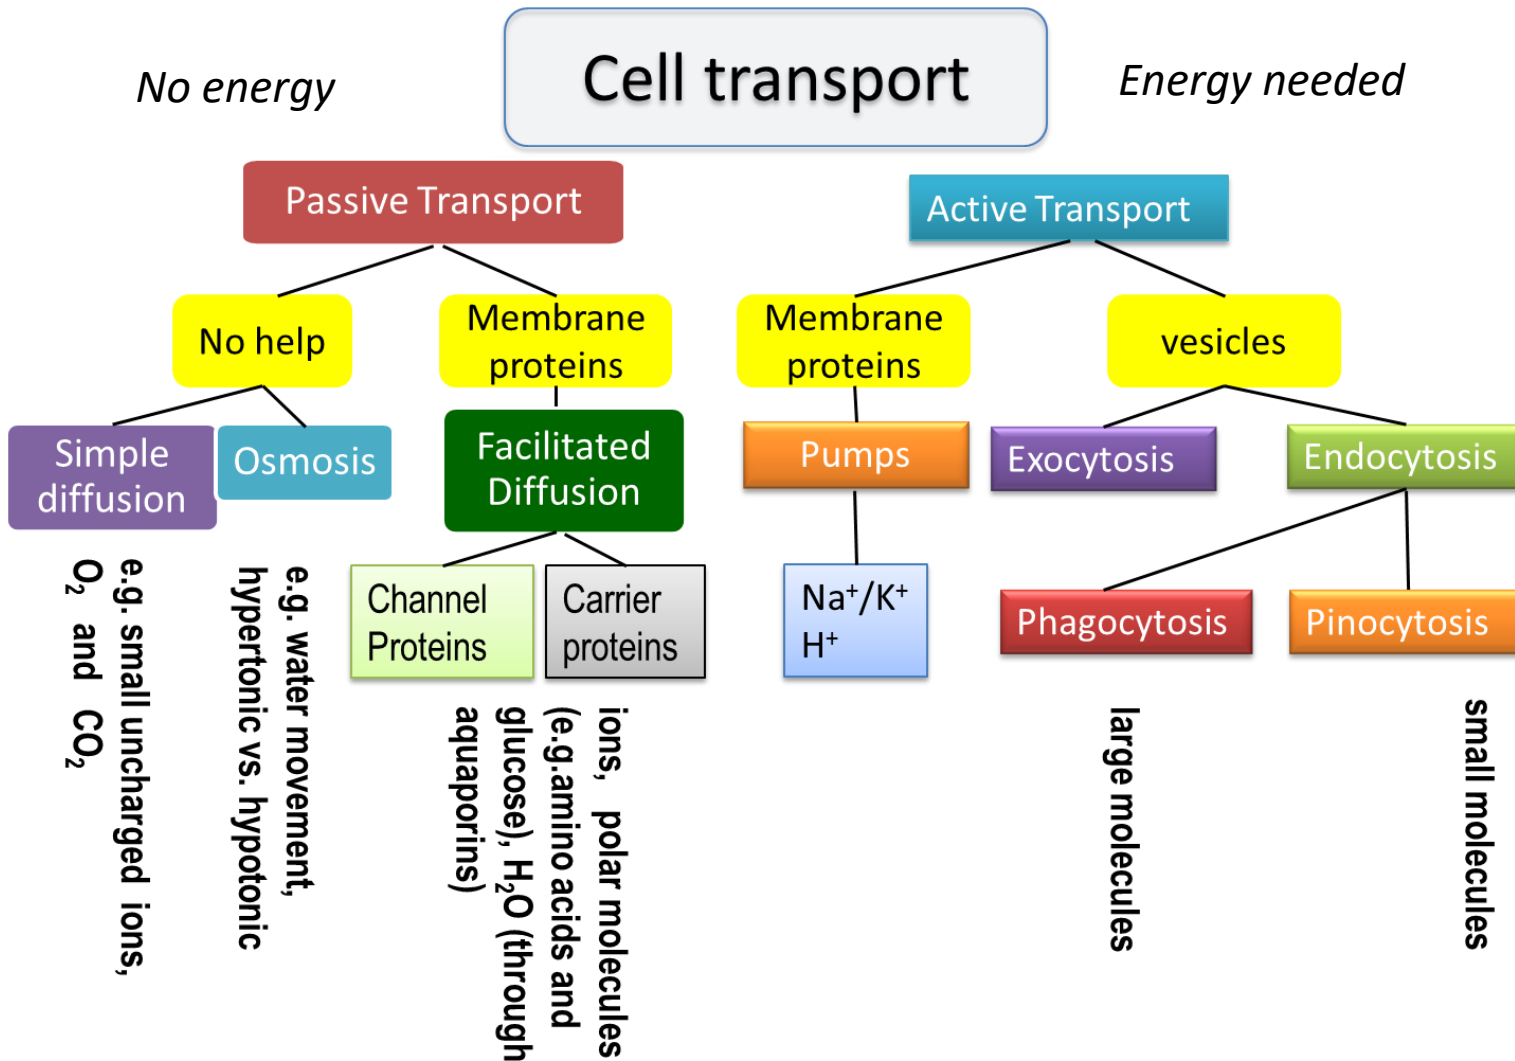 No energy
Cell transport
Energy needed
Passive Transport
Active Transport
No help
Membrane
proteins
Membrane
proteins
vesicles
Simple
diffusion
Osmosis
Facilitated
Diffusion
Pumps
Exocytosis
Endocytosis
e.g. small uncharged ions,
O₂ and CO₂
e.g. water movement,
hypertonic vs. hypotonic
Channel
Proteins
Carrier
proteins
Na⁺/K⁺
H⁺
Phagocytosis
Pinocytosis
ions, polar molecules
(e.g.amino acids and
glucose), H₂O (through
aquaporins)
large molecules
small molecules